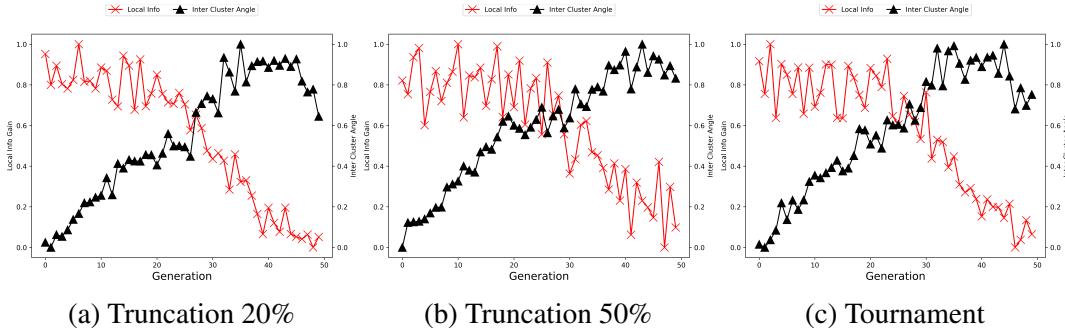 Local Info Inter Cluster Angle
Local Info Inter Cluster Angle
Local Info Inter Cluster Angle
1.0 1.0 1.0 1.0 1.0 1.0
0.8 0.8 0.8 0.8 0.8 0.8
0.6 0.6 0.6 0.6 0.6 0.6
0.4 0.4 0.4 0.4 0.4 0.4
0.2 0.2 0.2 0.2 0.2 0.2
0.0 0.0 0.0 0.0 0.0 0.0
Local Info Gain
Inter Cluster Angle
Local Info Gain
Inter Cluster Angle
Local Info Gain
0 10 20 30 40 50
0 10 20 30 40 50
0 10 20 30 40 50
Generation
Generation
Generation
(a) Truncation 20%
(b) Truncation 50%
(c) Tournament